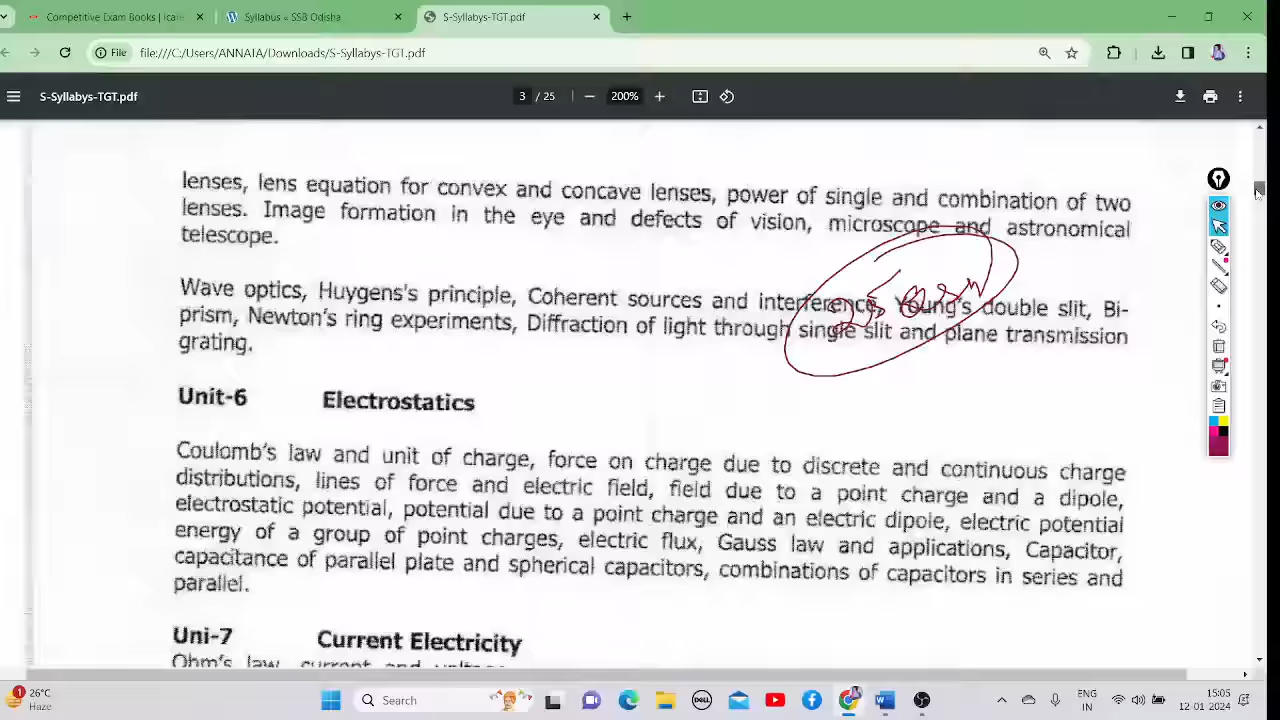 Competitive Exam Books | icale
Syllabus « SSB Odisha
S-Syllabys-TGT.pdf
File file:///C:/Users/ANNAIA/Downloads/S-Syllabys-TGT.pdf
S-Syllabys-TGT.pdf 3 / 25 200%
lenses, lens equation for convex and concave lenses, power of single and combination of two
lenses. Image formation in the eye and defects of vision, microscope and astronomical
telescope.
Wave optics, Huygens's principle, Coherent sources and interference, Young's double slit, Bi-
prism, Newton's ring experiments, Diffraction of light through single slit and plane transmission
grating.
Unit-6 Electrostatics
Coulomb's law and unit of charge, force on charge due to discrete and continuous charge
distributions, lines of force and electric field, field due to a point charge and a dipole,
electrostatic potential, potential due to a point charge and an electric dipole, electric potential
energy of a group of point charges, electric flux, Gauss law and applications, Capacitor,
capacitance of parallel plate and spherical capacitors, combinations of capacitors in series and
parallel.
Uni-7 Current Electricity
Ohm's law, current and voltage
1 26°C
Haze
Search
DELL
ENG
IN
15:05
12-01-2024